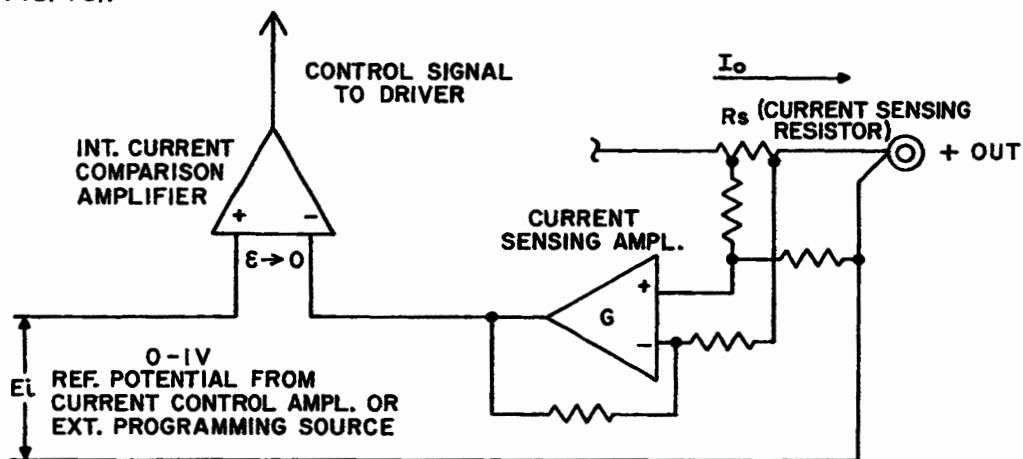 Io
CONTROL SIGNAL
TO DRIVER
Rs (CURRENT SENSING
RESISTOR)
+ OUT
INT. CURRENT
COMPARISON
AMPLIFIER
+ −
ε→0
CURRENT
SENSING AMPL.
+
G
−
0-1V
Ei
REF. POTENTIAL FROM
CURRENT CONTROL AMPL. OR
EXT. PROGRAMMING SOURCE